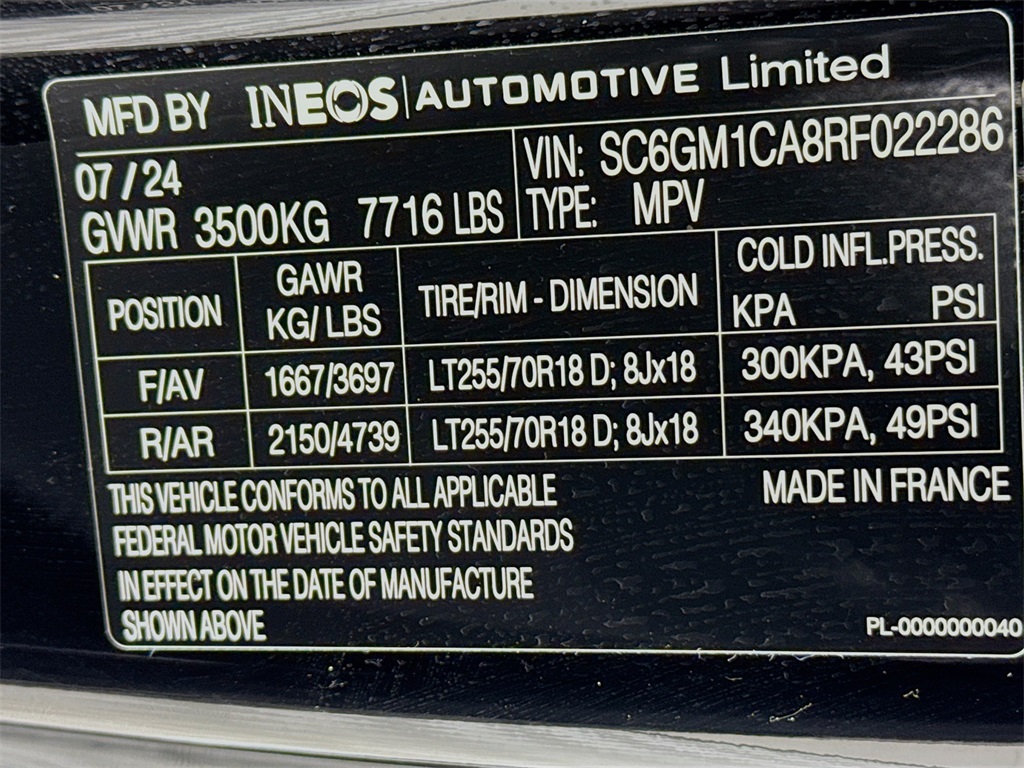 MFD BY INEOS | AUTOMOTIVE Limited
07 / 24
VIN: SC6GM1CA8RF022286
GVWR 3500KG 7716 LBS
TYPE: MPV
POSITION GAWR KG/ LBS TIRE/RIM - DIMENSION COLD INFL.PRESS. KPA PSI
F/AV 1667/3697 LT255/70R18 D; 8Jx18 300KPA, 43PSI
R/AR 2150/4739 LT255/70R18 D; 8Jx18 340KPA, 49PSI
THIS VEHICLE CONFORMS TO ALL APPLICABLE
FEDERAL MOTOR VEHICLE SAFETY STANDARDS
IN EFFECT ON THE DATE OF MANUFACTURE
SHOWN ABOVE
MADE IN FRANCE
PL-0000000040